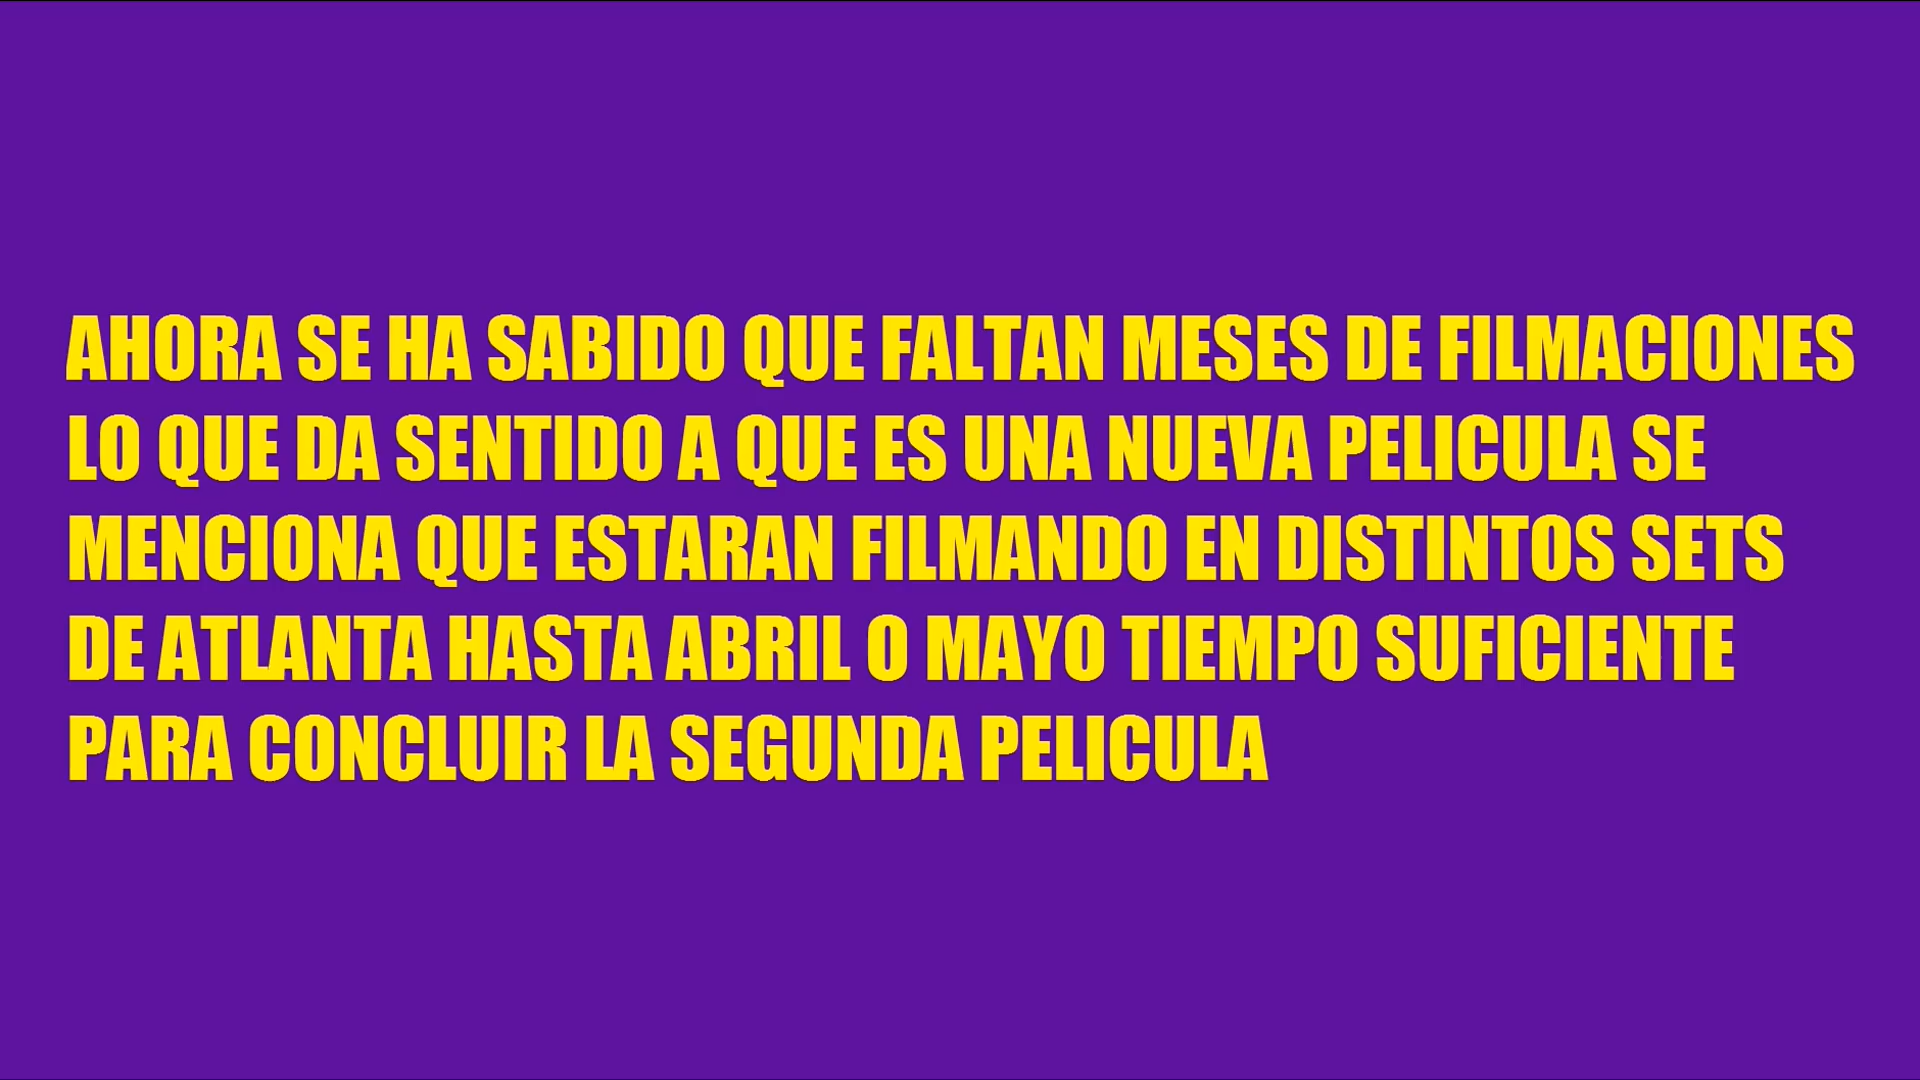 AHORA SE HA SABIDO QUE FALTAN MESES DE FILMACIONES
LO QUE DA SENTIDO A QUE ES UNA NUEVA PELICULA SE
MENCIONA QUE ESTARAN FILMANDO EN DISTINTOS SETS
DE ATLANTA HASTA ABRIL O MAYO TIEMPO SUFICIENTE
PARA CONCLUIR LA SEGUNDA PELICULA